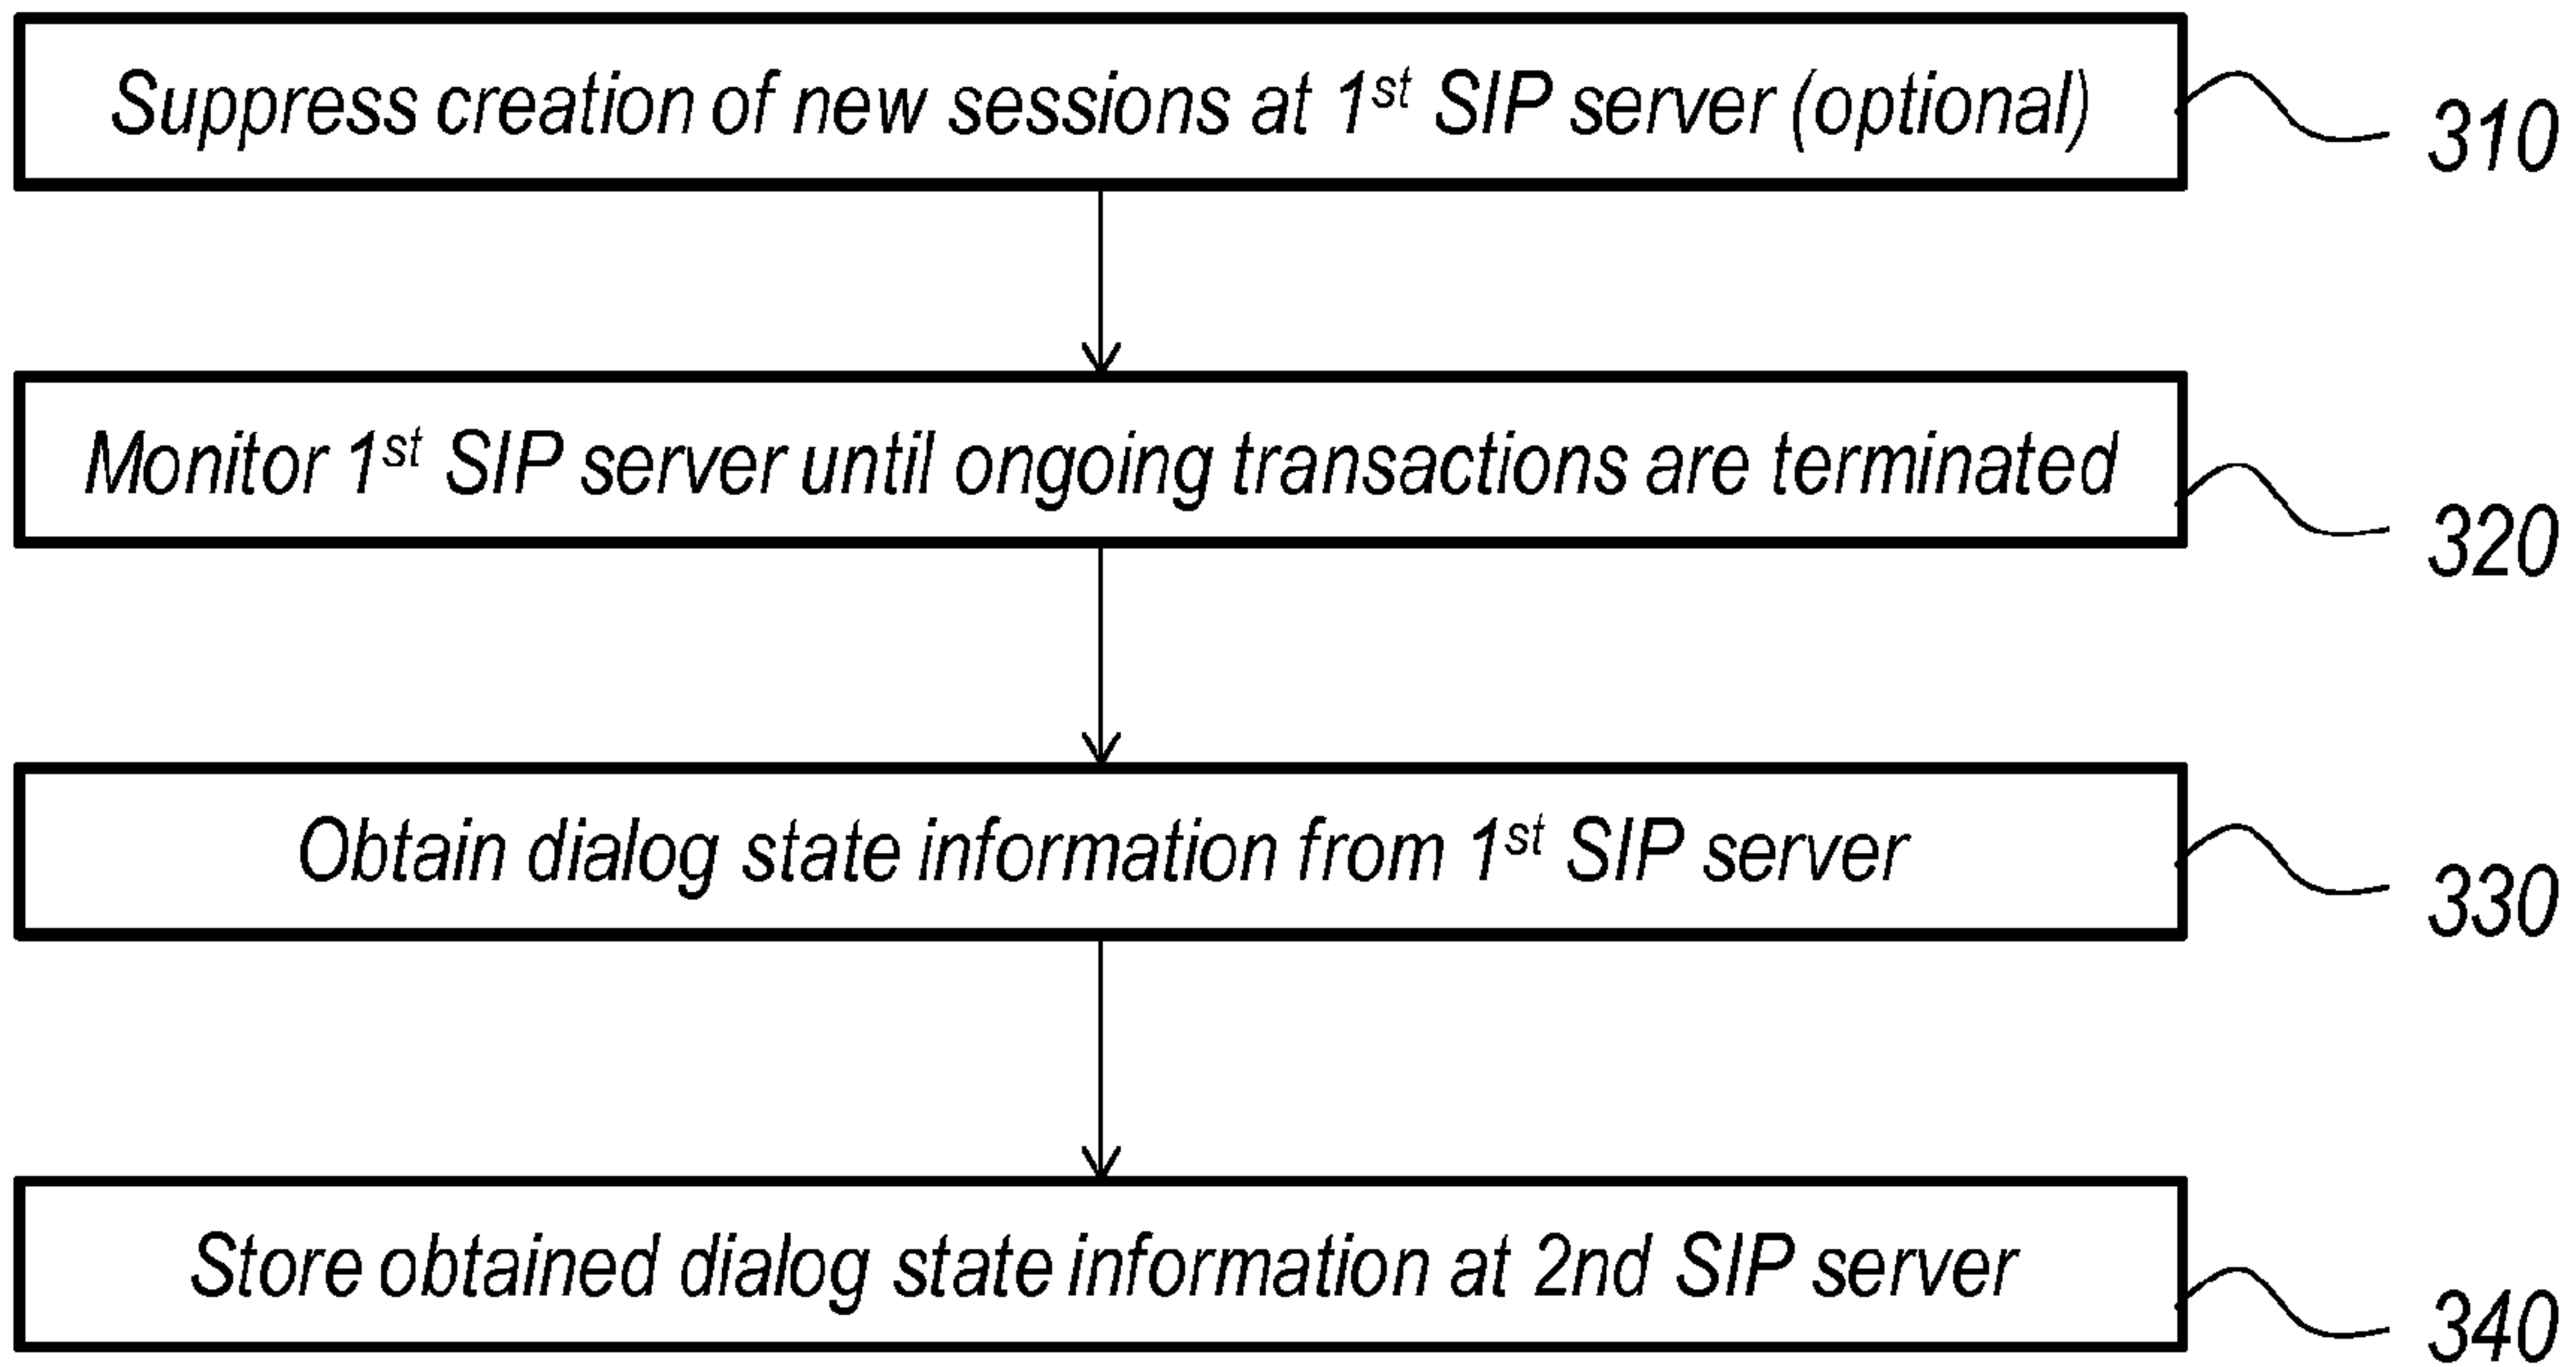 Suppress creation of new sessions at 1st SIP server (optional)
310
Monitor 1st SIP server until ongoing transactions are terminated
320
Obtain dialog state information from 1st SIP server
330
Store obtained dialog state information at 2nd SIP server
340